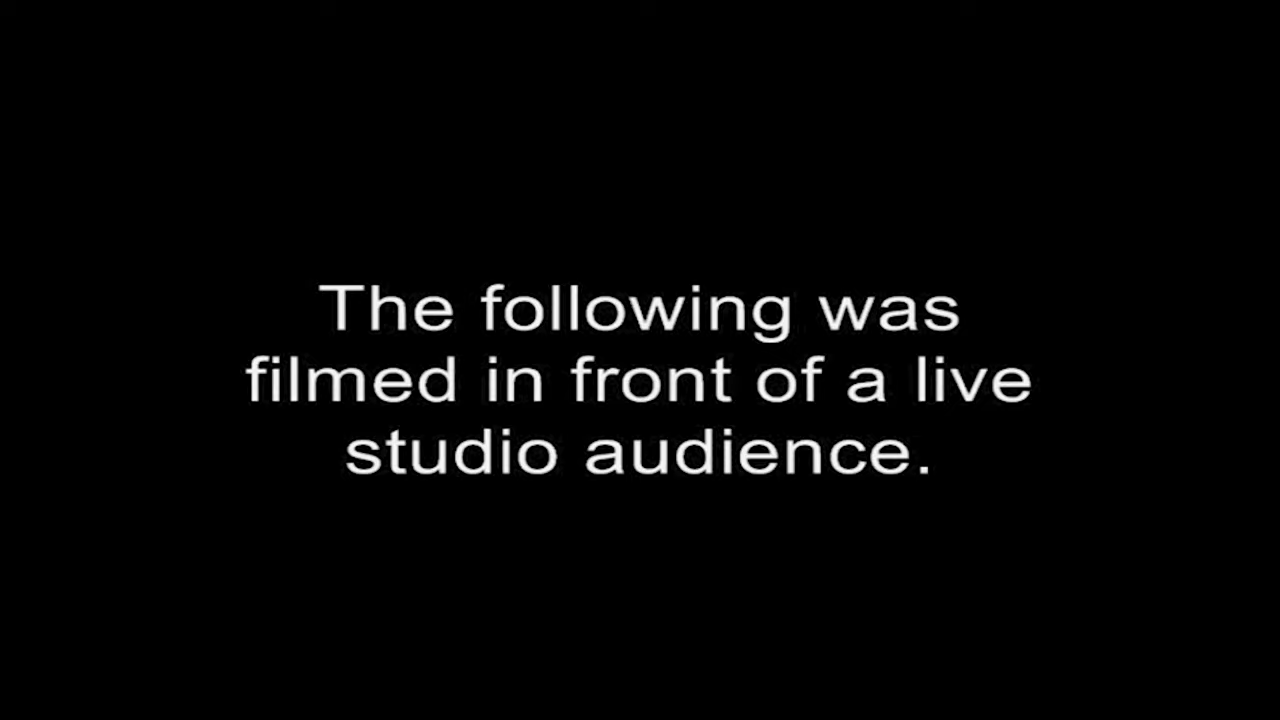 The following was
filmed in front of a live
studio audience.